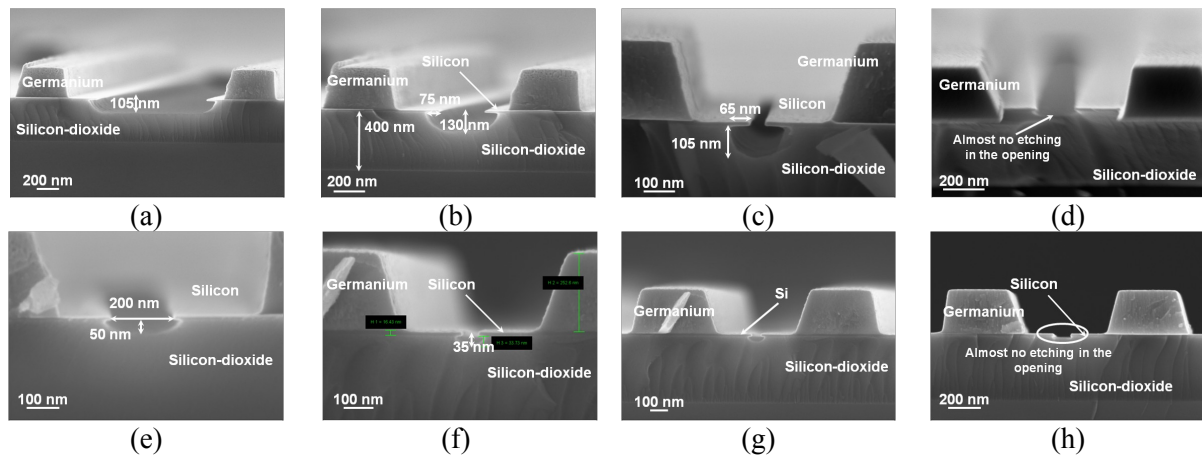 Germanium
105 nm
Silicon-dioxide
200 nm
(a)
Silicon
Germanium
75 nm
130 nm
400 nm
Silicon-dioxide
200 nm
(b)
Germanium
65 nm
Silicon
105 nm
Silicon-dioxide
100 nm
(c)
Germanium
Almost no etching
in the opening
Silicon-dioxide
200 nm
(d)
200 nm
Silicon
50 nm
Silicon-dioxide
100 nm
(e)
Germanium
Silicon
35 nm
Silicon-dioxide
100 nm
(f)
Si
Germanium
Silicon-dioxide
100 nm
(g)
Silicon
Germanium
Almost no etching in the
opening
Silicon-dioxide
200 nm
(h)